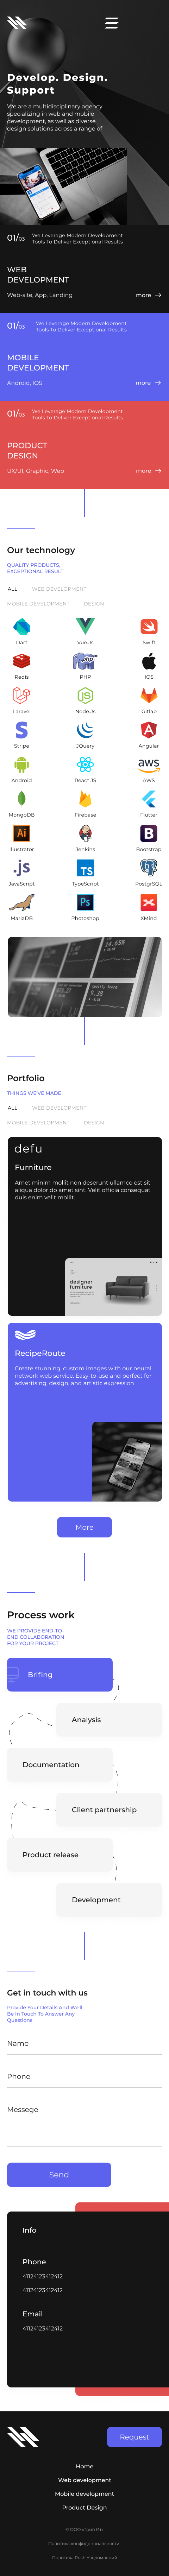 Develop. Design.
Support
We are a multidisciplinary agency
specializing in web and mobile
development, as well as diverse
design solutions across a range of
01/03
We Leverage Modern Development
Tools To Deliver Exceptional Results
WEB
DEVELOPMENT
Web-site, App, Landing
more
01/03
We Leverage Modern Development
Tools To Deliver Exceptional Results
MOBILE
DEVELOPMENT
Android, IOS
more
01/03
We Leverage Modern Development
Tools To Deliver Exceptional Results
PRODUCT
DESIGN
UX/UI, Graphic, Web
more
Our technology
QUALITY PRODUCTS,
EXCEPTIONAL RESULT
ALL WEB DEVELOPMENT
MOBILE DEVELOPMENT DESIGN
Dart Vue.Js Swift
Redis PHP IOS
Laravel Node.Js Gitlab
Stripe JQuery Angular
Android React JS AWS
MongoDB Firebase Flutter
Illustrator Jenkins Bootstrap
JavaScript TypeScript PostgrSQL
MariaDB Photoshop XMind
Portfolio
THINGS WE'VE MADE
ALL WEB DEVELOPMENT
MOBILE DEVELOPMENT DESIGN
defu
Furniture
Amet minim mollit non deserunt ullamco est sit
aliqua dolor do amet sint. Velit officia consequat
duis enim velit mollit.
designer
furniture
RecipeRoute
Create stunning, custom images with our neural
network web service. Easy-to-use and perfect for
advertising, design, and artistic expression
More
Process work
WE PROVIDE END-TO-
END COLLABORATION
FOR YOUR PROJECT
Brifing
Analysis
Documentation
Client partnership
Product release
Development
Get in touch with us
Provide Your Details And We'll
Be In Touch To Answer Any
Questions
Name
Phone
Messege
Send
Info
Phone
41124123412412
41124123412412
Email
41124123412412
Request
Home
Web development
Mobile development
Product Design
Политика конфиденциальности
Политика Push Уведомлений